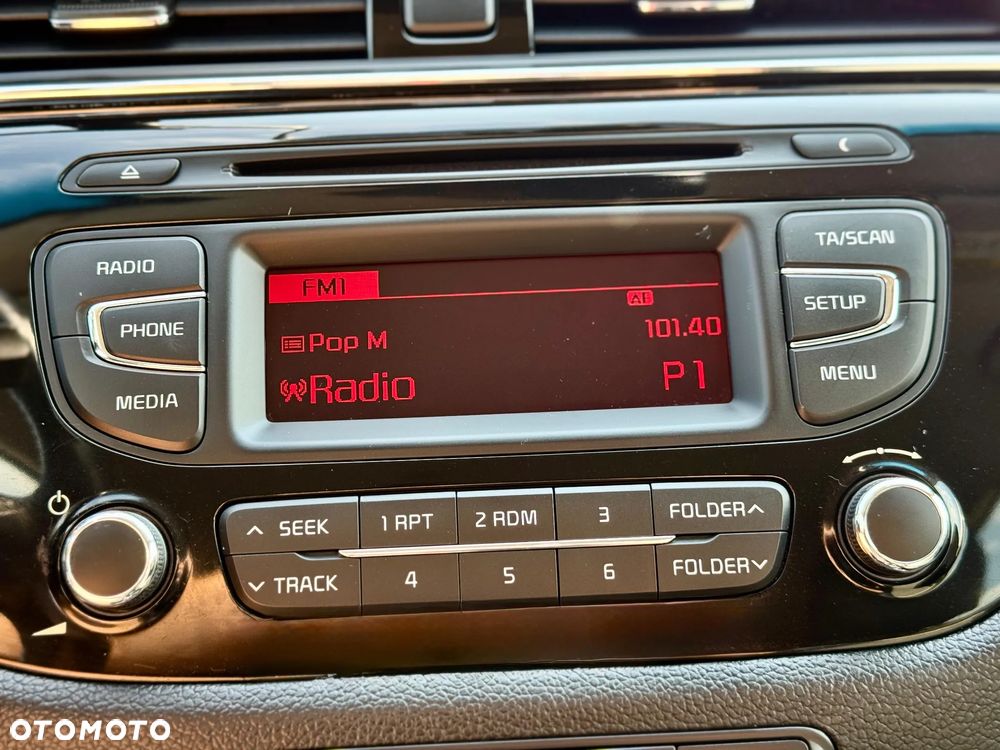 RADIO
PHONE
MEDIA
FM1
AF
Pop M
101.40
Radio
P1
TA/SCAN
SETUP
MENU
SEEK
1 RPT
2 RDM
3
FOLDER
TRACK
4
5
6
FOLDER
OTOMOTO